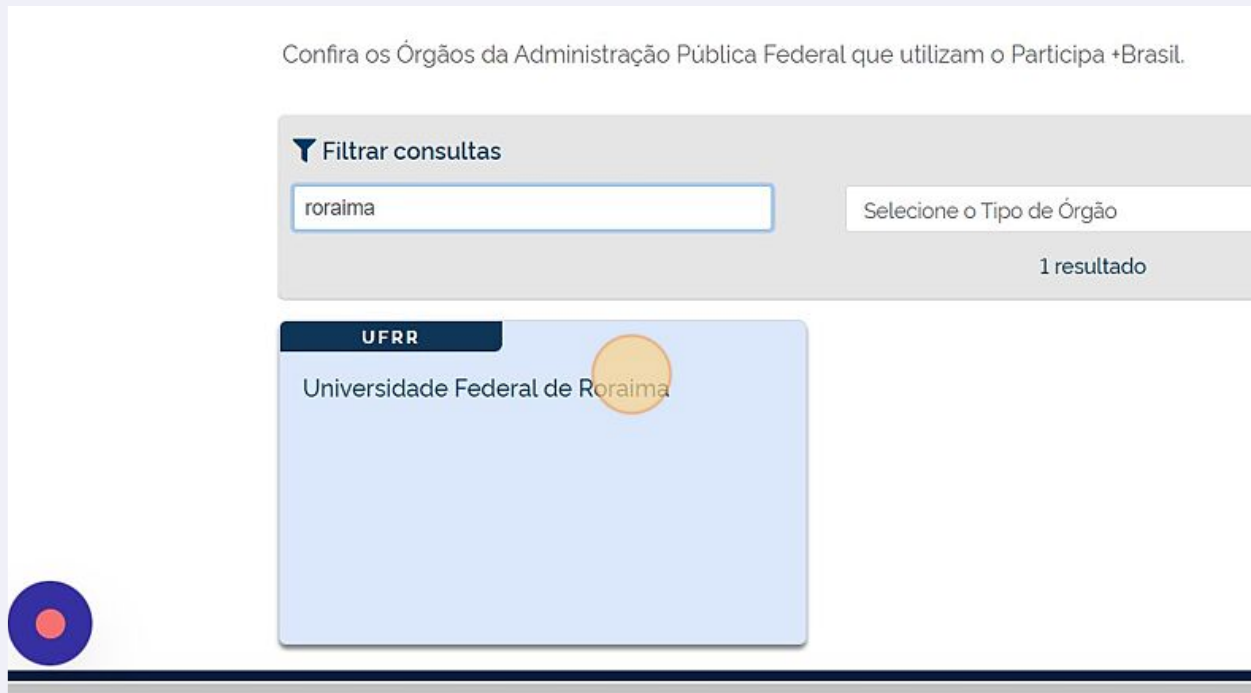 Confira os Órgãos da Administração Pública Federal que utilizam o Participa +Brasil.
Filtrar consultas
roraima
Selecione o Tipo de Órgão
1 resultado
UFRR
Universidade Federal de Roraima